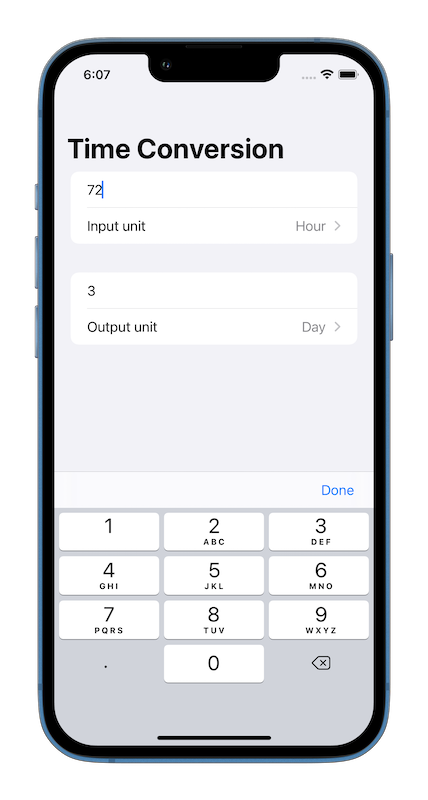 6:07
Time Conversion
72
Input unit Hour
3
Output unit Day
Done
1 2 3
ABC DEF
4 5 6
GHI JKL MNO
7 8 9
PQRS TUV WXYZ
. 0